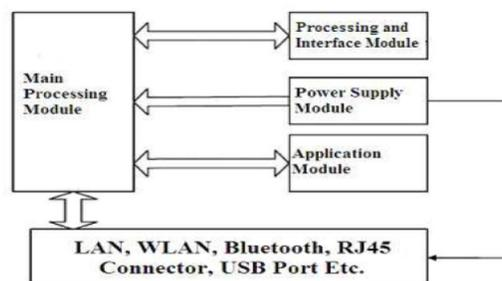 Processing and
Interface Module
Main
Processing
Module
Power Supply
Module
Application
Module
LAN, WLAN, Bluetooth, RJ45
Connector, USB Port Etc.